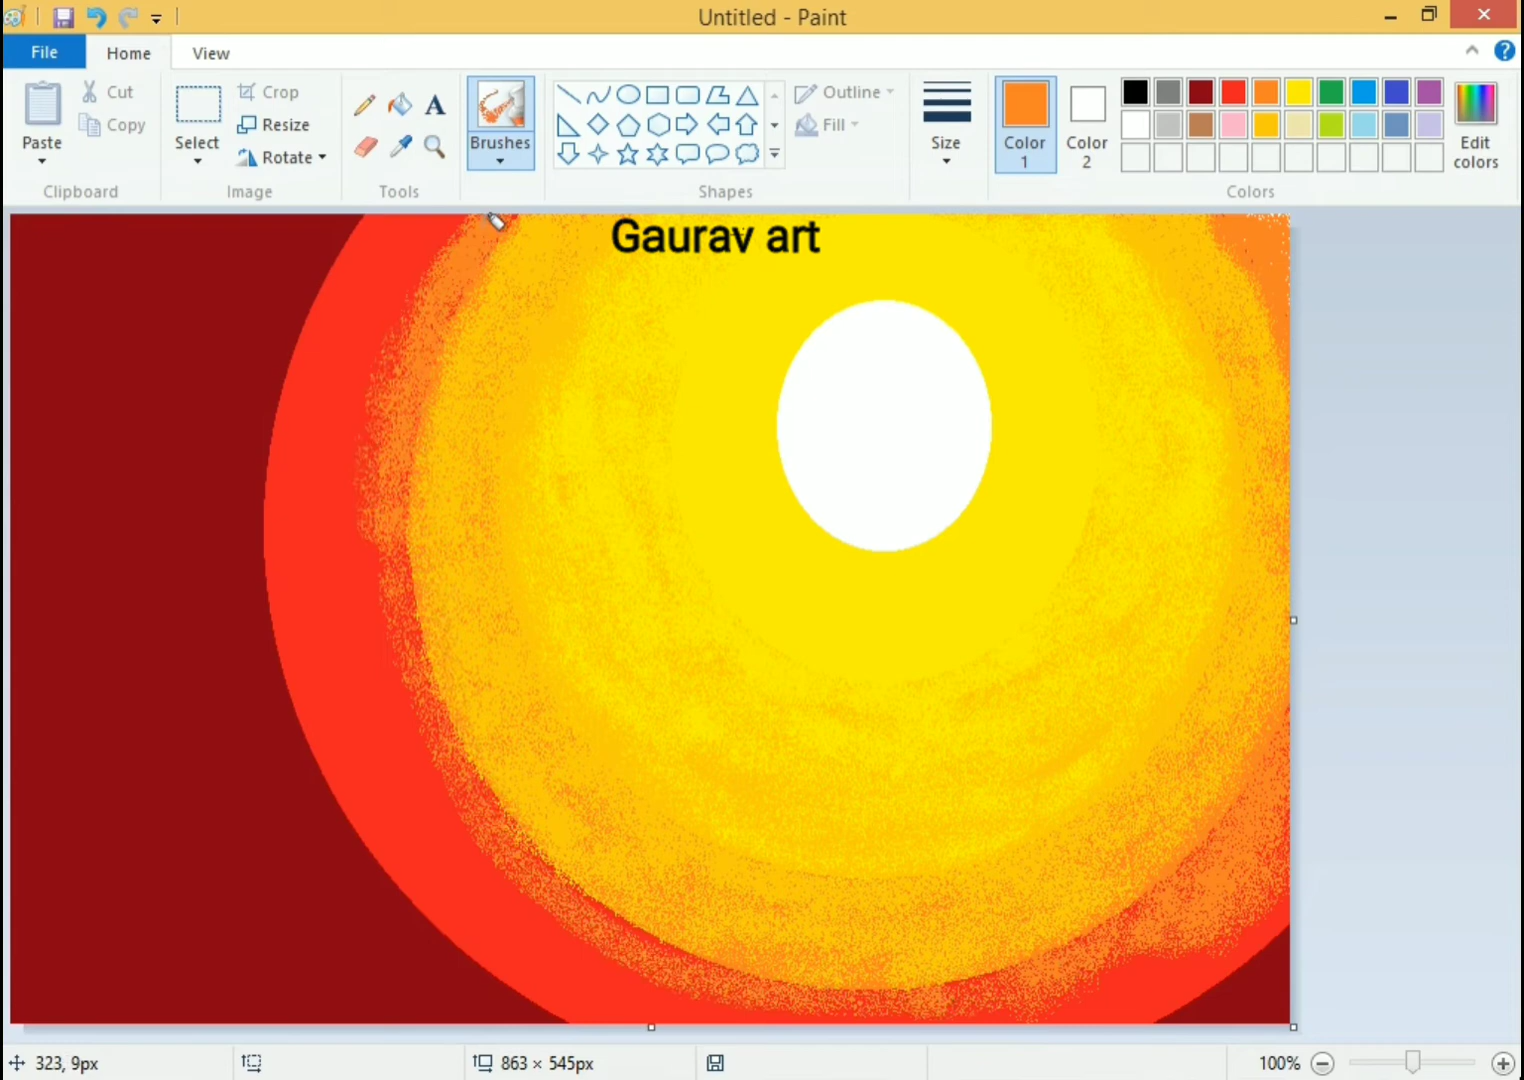 Untitled - Paint
File Home View
Paste Cut Copy Select Crop Resize Rotate A Brushes Outline Fill Size Color 1 Color 2 Edit colors
Clipboard Image Tools Shapes Colors
Gaurav art
323, 9px 863 × 545px 100%